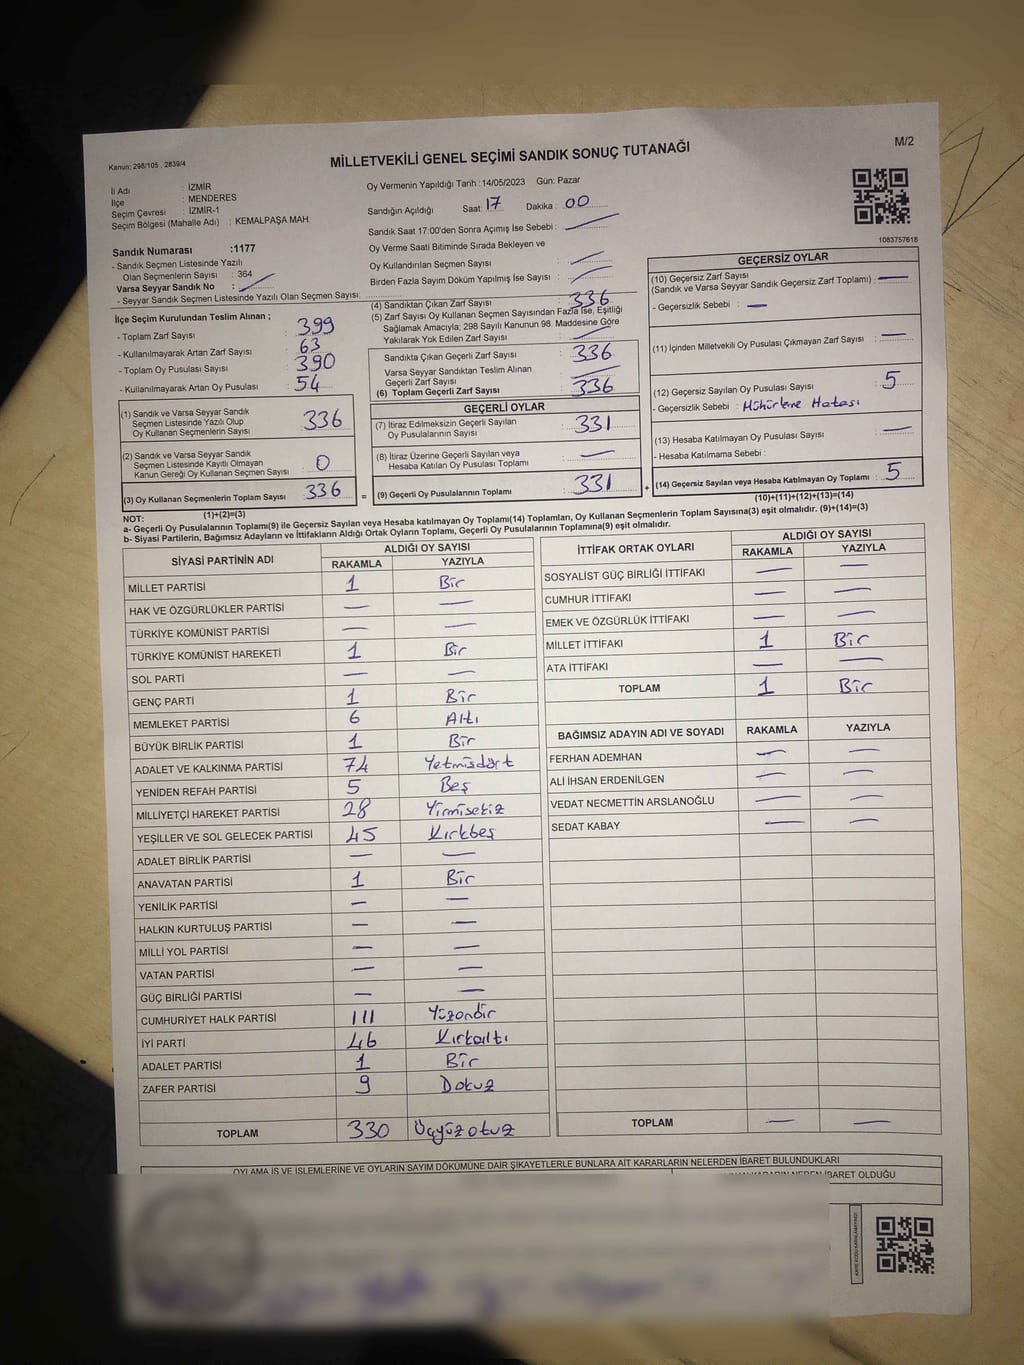 Kanun: 298/105 , 2839/4
MİLLETVEKİLİ GENEL SEÇİMİ SANDIK SONUÇ TUTANAĞI
M/2
İl Adı : İZMİR
İlçe : MENDERES
Seçim Çevresi : İZMİR-1
Seçim Bölgesi (Mahalle Adı) : KEMALPAŞA MAH.
Oy Vermenin Yapıldığı Tarih : 14/05/2023 Gün: Pazar
Sandığın Açıldığı Saat: 17 Dakika : 00
Sandık Saat 17:00'den Sonra Açımış İse Sebebi :
Oy Verme Saati Bitiminde Sırada Bekleyen ve
Oy Kullandırılan Seçmen Sayısı :
Birden Fazla Sayım Döküm Yapılmış İse Sayısı :
1083757618
Sandık Numarası :1177
- Sandık Seçmen Listesinde Yazılı
Olan Seçmenlerin Sayısı : 364
Varsa Seyyar Sandık No :
- Seyyar Sandık Seçmen Listesinde Yazılı Olan Seçmen Sayısı:
İlçe Seçim Kurulundan Teslim Alınan ;
- Toplam Zarf Sayısı : 399
- Kullanılmayarak Artan Zarf Sayısı : 63
- Toplam Oy Pusulası Sayısı : 390
- Kullanılmayarak Artan Oy Pusulası : 54
(1) Sandık ve Varsa Seyyar Sandık
Seçmen Listesinde Yazılı Olup
Oy Kullanan Seçmenlerin Sayısı : 336
(2) Sandık ve Varsa Seyyar Sandık
Seçmen Listesinde Kayıtlı Olmayan
Kanun Gereği Oy Kullanan Seçmen Sayısı : 0
(3) Oy Kullanan Seçmenlerin Toplam Sayısı : 336
(1)+(2)=(3)
(4) Sandıktan Çıkan Zarf Sayısı : 336
(5) Zarf Sayısı Oy Kullanan Seçmen Sayısından Fazla İse, Eşitliği
Sağlamak Amacıyla; 298 Sayılı Kanunun 98. Maddesine Göre
Yakılarak Yok Edilen Zarf Sayısı :
Sandıkta Çıkan Geçerli Zarf Sayısı : 336
Varsa Seyyar Sandıktan Teslim Alınan
Geçerli Zarf Sayısı :
(6) Toplam Geçerli Zarf Sayısı : 336
GEÇERLİ OYLAR
(7) İtiraz Edilmeksizin Geçerli Sayılan
Oy Pusulalarının Sayısı : 331
(8) İtiraz Üzerine Geçerli Sayılan veya
Hesaba Katılan Oy Pusulası Toplamı : —
= (9) Geçerli Oy Pusulalarının Toplamı : 331 +
GEÇERSİZ OYLAR
(10) Geçersiz Zarf Sayısı
(Sandık ve Varsa Seyyar Sandık Geçersiz Zarf Toplamı) : —
- Geçersizlik Sebebi : —
(11) İçinden Milletvekili Oy Pusulası Çıkmayan Zarf Sayısı : —
(12) Geçersiz Sayılan Oy Pusulası Sayısı : 5
- Geçersizlik Sebebi : Mühürleme Hatası
(13) Hesaba Katılmayan Oy Pusulası Sayısı : —
- Hesaba Katılmama Sebebi :
(14) Geçersiz Sayılan veya Hesaba Katılmayan Oy Toplamı : 5
(10)+(11)+(12)+(13)=(14)
NOT:
a- Geçerli Oy Pusulalarının Toplamı(9) ile Geçersiz Sayılan veya Hesaba katılmayan Oy Toplamı(14) Toplamları, Oy Kullanan Seçmenlerin Toplam Sayısına(3) eşit olmalıdır. (9)+(14)=(3)
b- Siyasi Partilerin, Bağımsız Adayların ve İttifakların Aldığı Ortak Oyların Toplamı, Geçerli Oy Pusulalarının Toplamına(9) eşit olmalıdır.
SİYASİ PARTİNİN ADI ALDIĞI OY SAYISI
RAKAMLA YAZIYLA
MİLLET PARTİSİ 1 Bir
HAK VE ÖZGÜRLÜKLER PARTİSİ — —
TÜRKİYE KOMÜNİST PARTİSİ — —
TÜRKİYE KOMÜNİST HAREKETİ 1 Bir
SOL PARTİ — —
GENÇ PARTİ 1 Bir
MEMLEKET PARTİSİ 6 Altı
BÜYÜK BİRLİK PARTİSİ 1 Bir
ADALET VE KALKINMA PARTİSİ 74 Yetmisdört
YENİDEN REFAH PARTİSİ 5 Beş
MİLLİYETÇİ HAREKET PARTİSİ 28 Yirmisekiz
YEŞİLLER VE SOL GELECEK PARTİSİ 45 Kırkbeş
ADALET BİRLİK PARTİSİ — —
ANAVATAN PARTİSİ 1 Bir
YENİLİK PARTİSİ — —
HALKIN KURTULUŞ PARTİSİ — —
MİLLİ YOL PARTİSİ — —
VATAN PARTİSİ — —
GÜÇ BİRLİĞİ PARTİSİ — —
CUMHURİYET HALK PARTİSİ 111 Yüzonbir
İYİ PARTİ 46 Kırkaltı
ADALET PARTİSİ 1 Bir
ZAFER PARTİSİ 9 Dokuz
TOPLAM 330 Üçyüzotuz
İTTİFAK ORTAK OYLARI ALDIĞI OY SAYISI
RAKAMLA YAZIYLA
SOSYALİST GÜÇ BİRLİĞİ İTTİFAKI — —
CUMHUR İTTİFAKI — —
EMEK VE ÖZGÜRLÜK İTTİFAKI — —
MİLLET İTTİFAKI 1 Bir
ATA İTTİFAKI — —
TOPLAM 1 Bir
BAĞIMSIZ ADAYIN ADI VE SOYADI RAKAMLA YAZIYLA
FERHAN ADEMHAN — —
ALİ İHSAN ERDENİLGEN — —
VEDAT NECMETTİN ARSLANOĞLU — —
SEDAT KABAY — —
TOPLAM — —
OYLAMA İŞ VE İŞLEMLERİNE VE OYLARIN SAYIM DÖKÜMÜNE DAİR ŞİKAYETLERLE BUNLARA AİT KARARLARIN NELERDEN İBARET BULUNDUKLARI
İBARET OLDUĞU